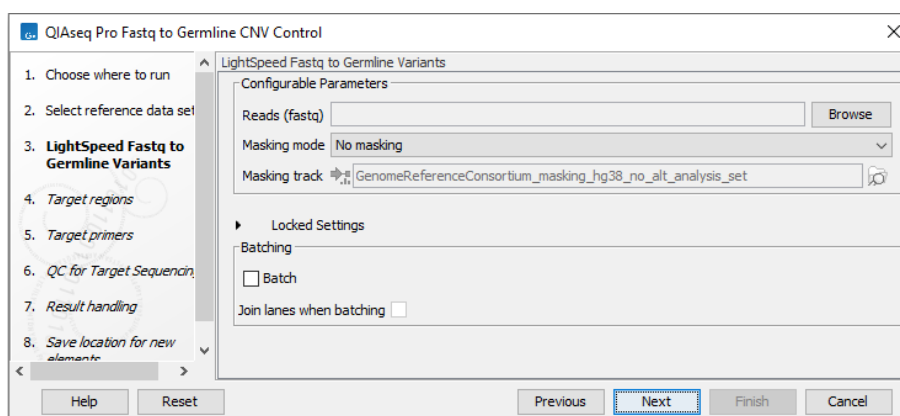 QIAseq Pro Fastq to Germline CNV Control
1. Choose where to run
2. Select reference data set
3. LightSpeed Fastq to
Germline Variants
4. Target regions
5. Target primers
6. QC for Target Sequencin
7. Result handling
8. Save location for new
elements
LightSpeed Fastq to Germline Variants
Configurable Parameters
Reads (fastq)
Browse
Masking mode No masking
Masking track GenomeReferenceConsortium_masking_hg38_no_alt_analysis_set
Locked Settings
Batching
Batch
Join lanes when batching
Help Reset Previous Next Finish Cancel